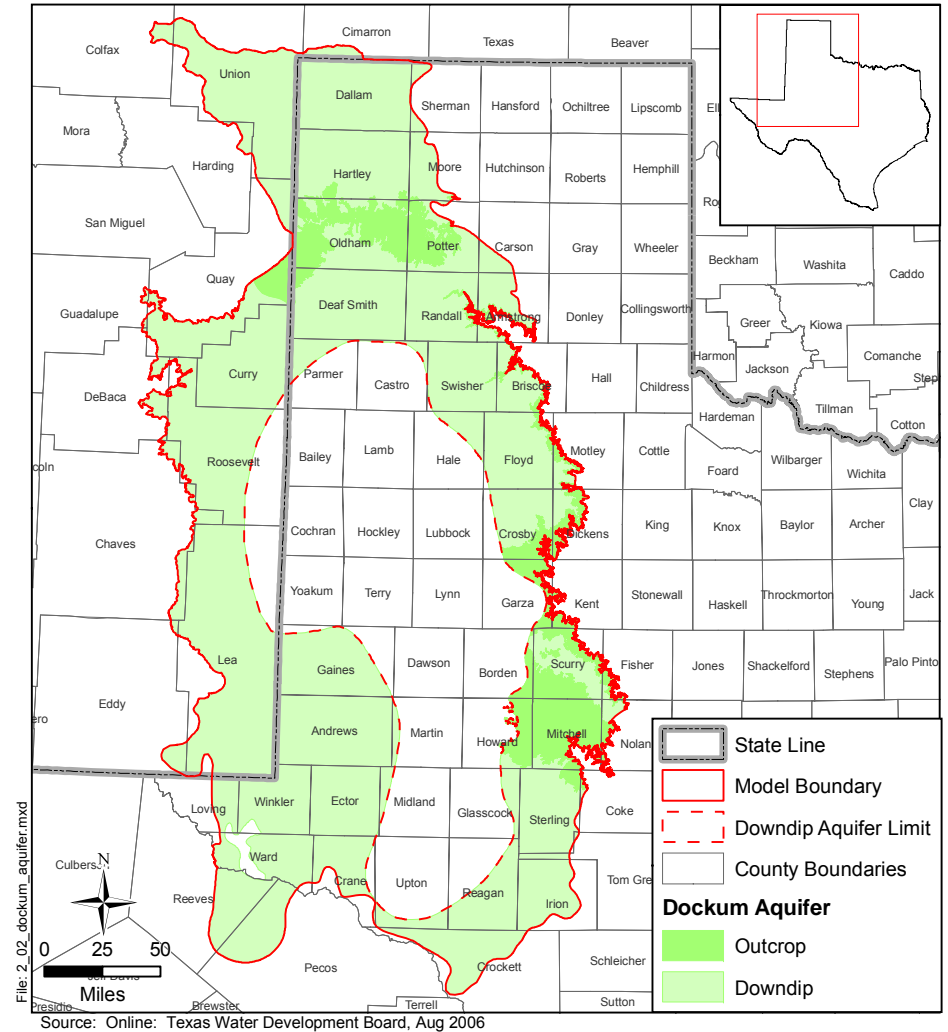 Cimarron
Colfax
Texas
Beaver
Union
Dallam
Sherman
Hansford
Ochiltree
Lipscomb
Mora
Harding
Hartley
Moore
Hutchinson
Roberts
Hemphill
San Miguel
Oldham
Potter
Carson
Gray
Wheeler
Beckham
Washita
Caddo
Quay
Guadalupe
Deaf Smith
Randall
Armstrong
Donley
Collingsworth
Greer
Kiowa
Harmon
Jackson
Comanche
DeBaca
Curry
Parmer
Castro
Swisher
Briscoe
Hall
Childress
Hardeman
Tillman
Cotton
Roosevelt
Bailey
Lamb
Hale
Floyd
Motley
Cottle
Foard
Wilbarger
Wichita
Clay
coln
Chaves
Cochran
Hockley
Lubbock
Crosby
Dickens
King
Knox
Baylor
Archer
Yoakum
Terry
Lynn
Garza
Kent
Stonewall
Haskell
Throckmorton
Young
Jack
Lea
Gaines
Dawson
Borden
Scurry
Fisher
Jones
Shackelford
Stephens
Palo Pinto
Eddy
ero
Andrews
Martin
Howard
Mitchell
Nolan
Loving
Winkler
Ector
Midland
Glasscock
Sterling
Coke
Culbers
Ward
Crane
Upton
Reagan
Irion
Tom Gre
Reeves
Pecos
Crockett
Schleicher
Jeff Davis
Presidio
Brewster
Terrell
Sutton
State Line
Model Boundary
Downdip Aquifer Limit
County Boundaries
Dockum Aquifer
Outcrop
Downdip
N
0 25 50
Miles
File: 2_02_dockum_aquifer.mxd
Source: Online: Texas Water Development Board, Aug 2006